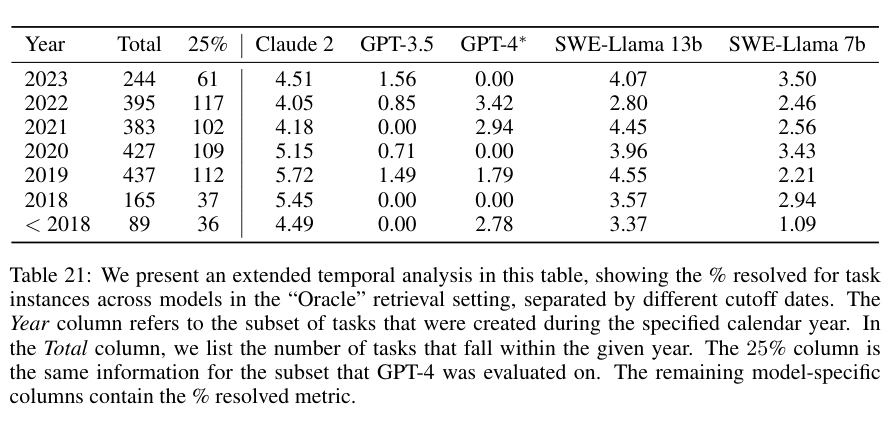 Year Total 25% Claude 2 GPT-3.5 GPT-4* SWE-Llama 13b SWE-Llama 7b
2023 244 61 4.51 1.56 0.00 4.07 3.50
2022 395 117 4.05 0.85 3.42 2.80 2.46
2021 383 102 4.18 0.00 2.94 4.45 2.56
2020 427 109 5.15 0.71 0.00 3.96 3.43
2019 437 112 5.72 1.49 1.79 4.55 2.21
2018 165 37 5.45 0.00 0.00 3.57 2.94
< 2018 89 36 4.49 0.00 2.78 3.37 1.09
Table 21: We present an extended temporal analysis in this table, showing the % resolved for task
instances across models in the “Oracle” retrieval setting, separated by different cutoff dates. The
Year column refers to the subset of tasks that were created during the specified calendar year. In
the Total column, we list the number of tasks that fall within the given year. The 25% column is
the same information for the subset that GPT-4 was evaluated on. The remaining model-specific
columns contain the % resolved metric.